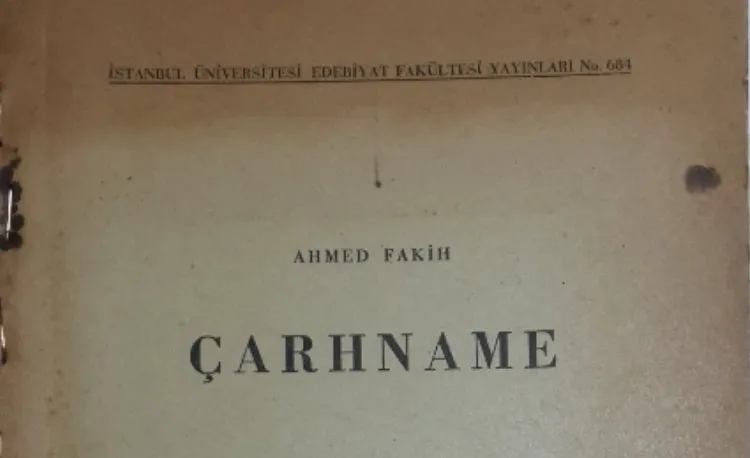 İSTANBUL ÜNİVERSİTESİ EDEBİYAT FAKÜLTESİ YAYINLARI No. 684
AHMED FAKİH
ÇARHNAME